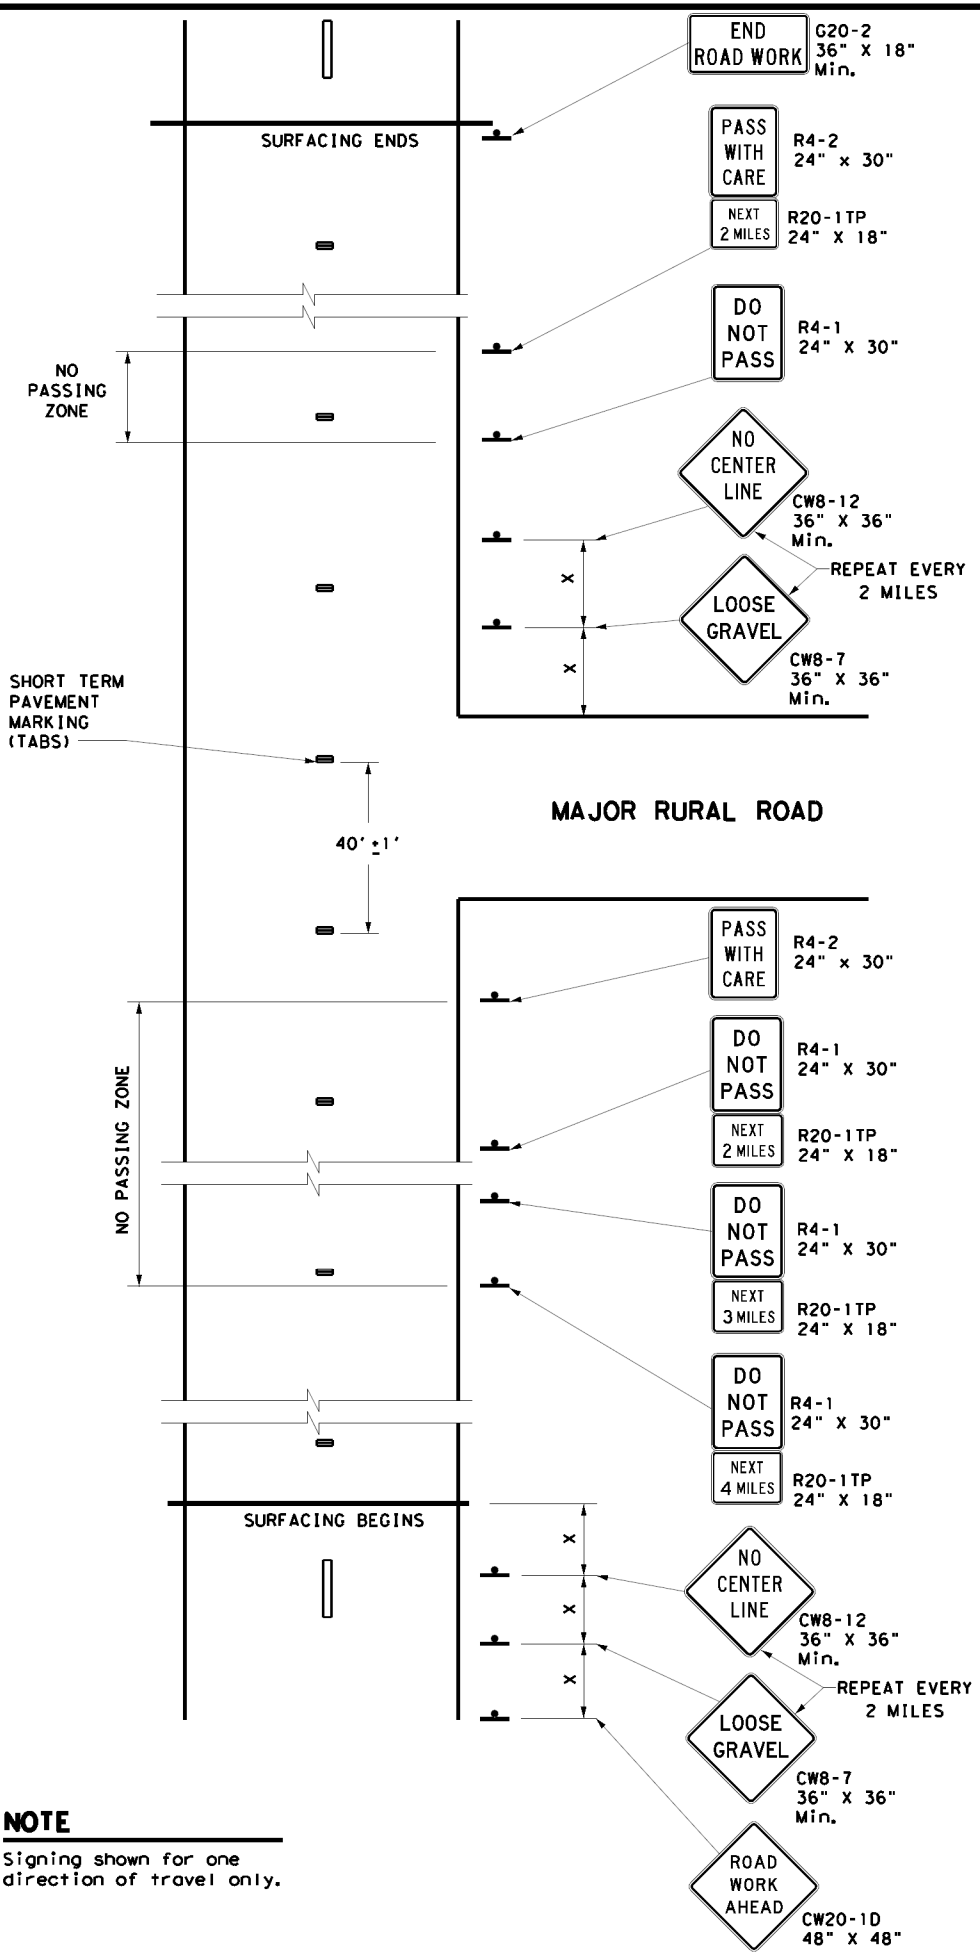 END
ROAD WORK
G20-2
36" X 18"
Min.
SURFACING ENDS
PASS
WITH
CARE
R4-2
24" x 30"
NEXT
2 MILES
R20-1TP
24" X 18"
DO
NOT
PASS
R4-1
24" X 30"
NO
PASSING
ZONE
NO
CENTER
LINE
CW8-12
36" X 36"
Min.
X
REPEAT EVERY
2 MILES
LOOSE
GRAVEL
CW8-7
36" X 36"
Min.
X
SHORT TERM
PAVEMENT
MARKING
(TABS)
MAJOR RURAL ROAD
40' ±1'
PASS
WITH
CARE
R4-2
24" x 30"
DO
NOT
PASS
R4-1
24" X 30"
NEXT
2 MILES
R20-1TP
24" X 18"
NO PASSING ZONE
DO
NOT
PASS
R4-1
24" X 30"
NEXT
3 MILES
R20-1TP
24" X 18"
DO
NOT
PASS
R4-1
24" X 30"
NEXT
4 MILES
R20-1TP
24" X 18"
SURFACING BEGINS
X
NO
CENTER
LINE
CW8-12
36" X 36"
Min.
X
REPEAT EVERY
2 MILES
X
LOOSE
GRAVEL
CW8-7
36" X 36"
Min.
ROAD
WORK
AHEAD
CW20-1D
48" X 48"
NOTE
Signing shown for one
direction of travel only.